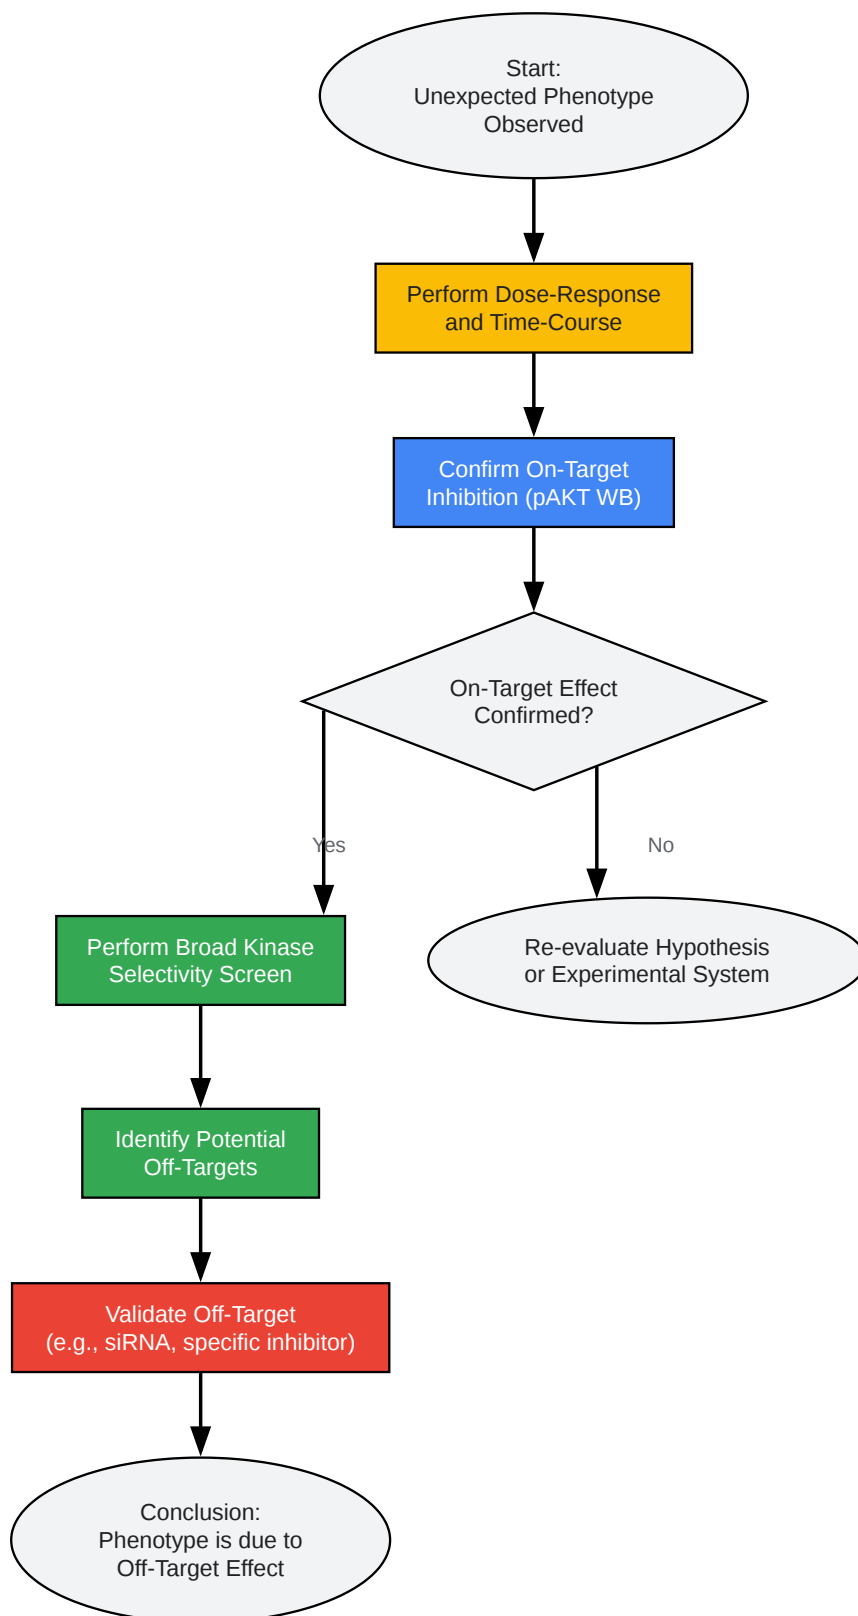 Start:
Unexpected Phenotype
Observed
Perform Dose-Response
and Time-Course
Confirm On-Target
Inhibition (pAKT WB)
On-Target Effect
Confirmed?
Yes
No
Perform Broad Kinase
Selectivity Screen
Re-evaluate Hypothesis
or Experimental System
Identify Potential
Off-Targets
Validate Off-Target
(e.g., siRNA, specific inhibitor)
Conclusion:
Phenotype is due to
Off-Target Effect